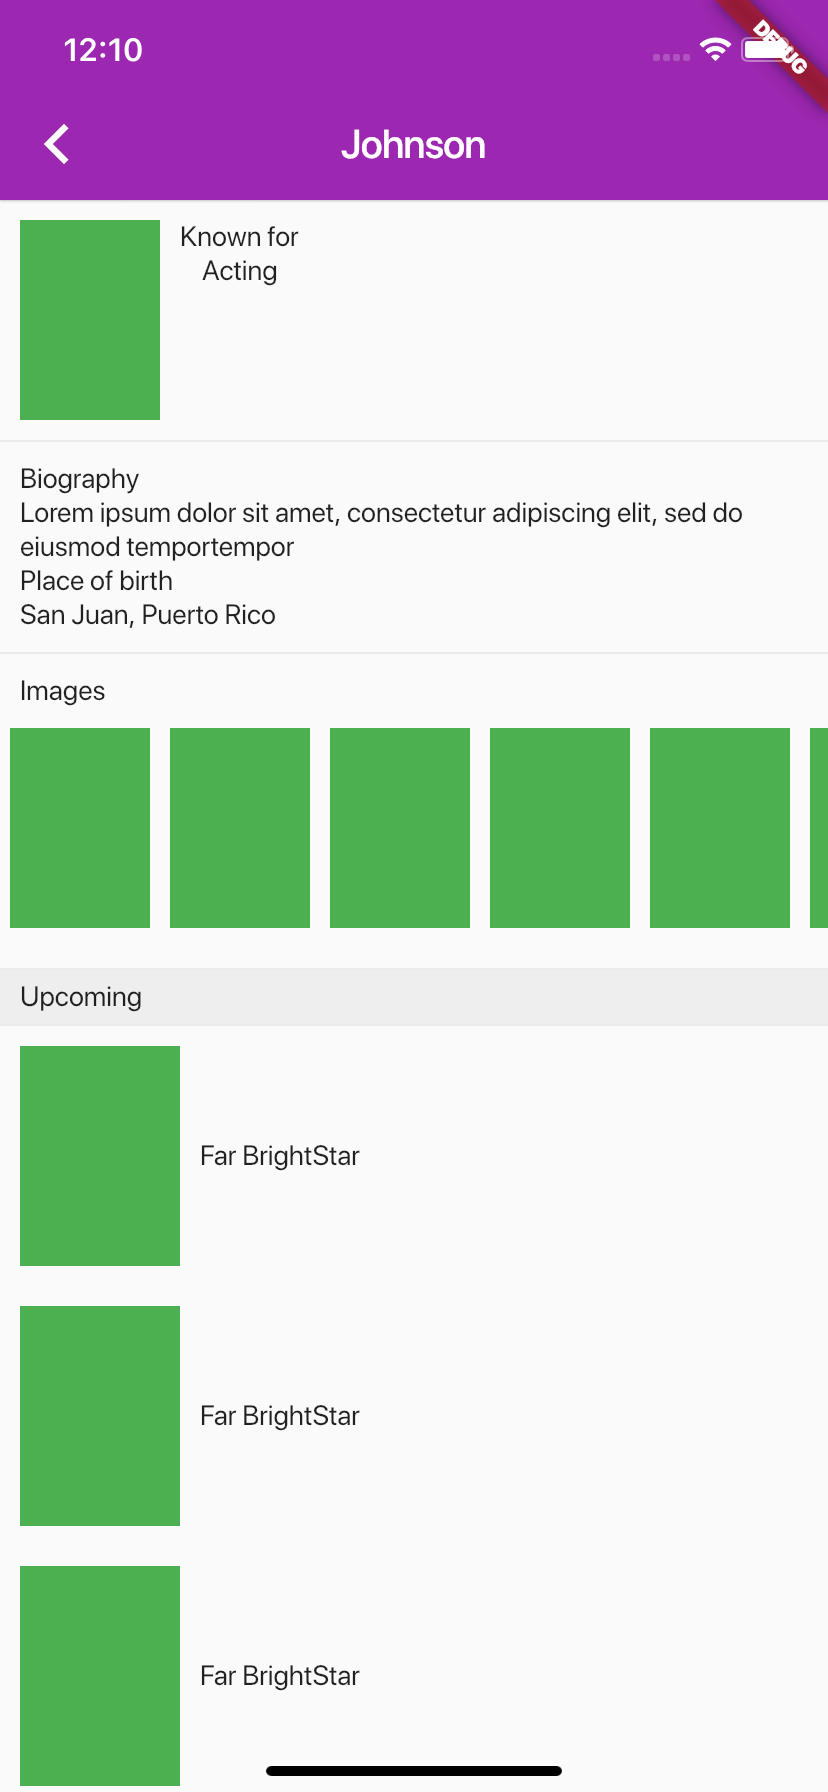 12:10
DEBUG
Johnson
Known for
Acting
Biography
Lorem ipsum dolor sit amet, consectetur adipiscing elit, sed do
eiusmod temportempor
Place of birth
San Juan, Puerto Rico
Images
Upcoming
Far BrightStar
Far BrightStar
Far BrightStar